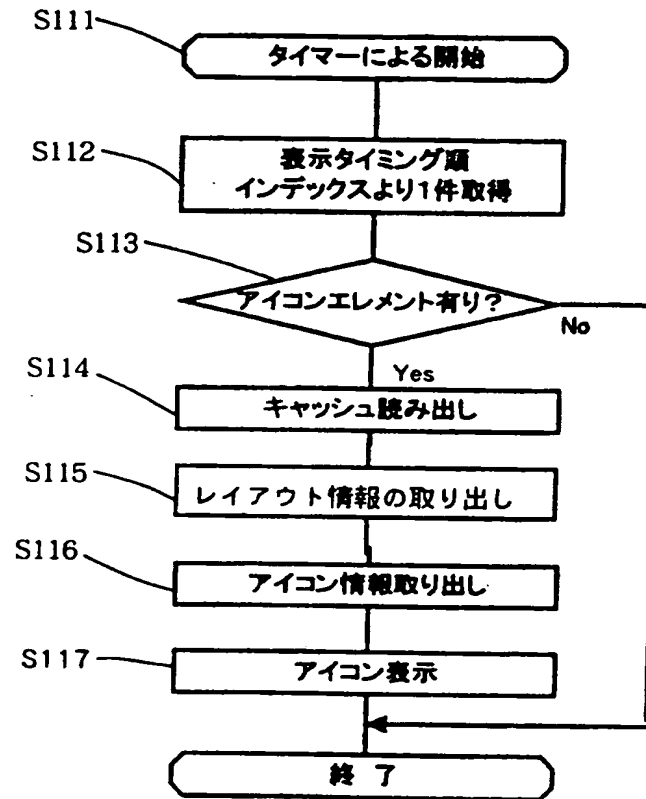 S111
タイマーによる開始
S112
表示タイミング順
インデックスより1件取得
S113
アイコンエレメント有り？
No
Yes
S114
キャッシュ読み出し
S115
レイアウト情報の取り出し
S116
アイコン情報取り出し
S117
アイコン表示
終了